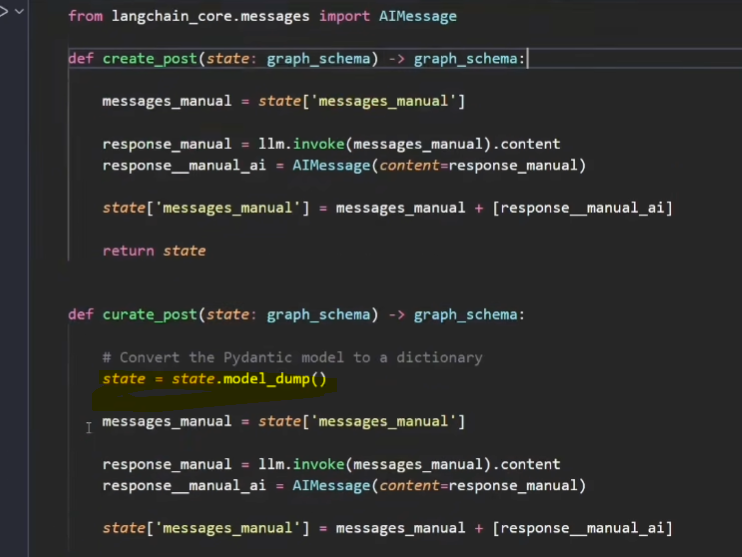 from langchain_core.messages import AIMessage
def create_post(state: graph_schema) -> graph_schema:
messages_manual = state['messages_manual']
response_manual = llm.invoke(messages_manual).content
response__manual_ai = AIMessage(content=response_manual)
state['messages_manual'] = messages_manual + [response__manual_ai]
return state
def curate_post(state: graph_schema) -> graph_schema:
# Convert the Pydantic model to a dictionary
state = state.model_dump()
messages_manual = state['messages_manual']
response_manual = llm.invoke(messages_manual).content
response__manual_ai = AIMessage(content=response_manual)
state['messages_manual'] = messages_manual + [response__manual_ai]